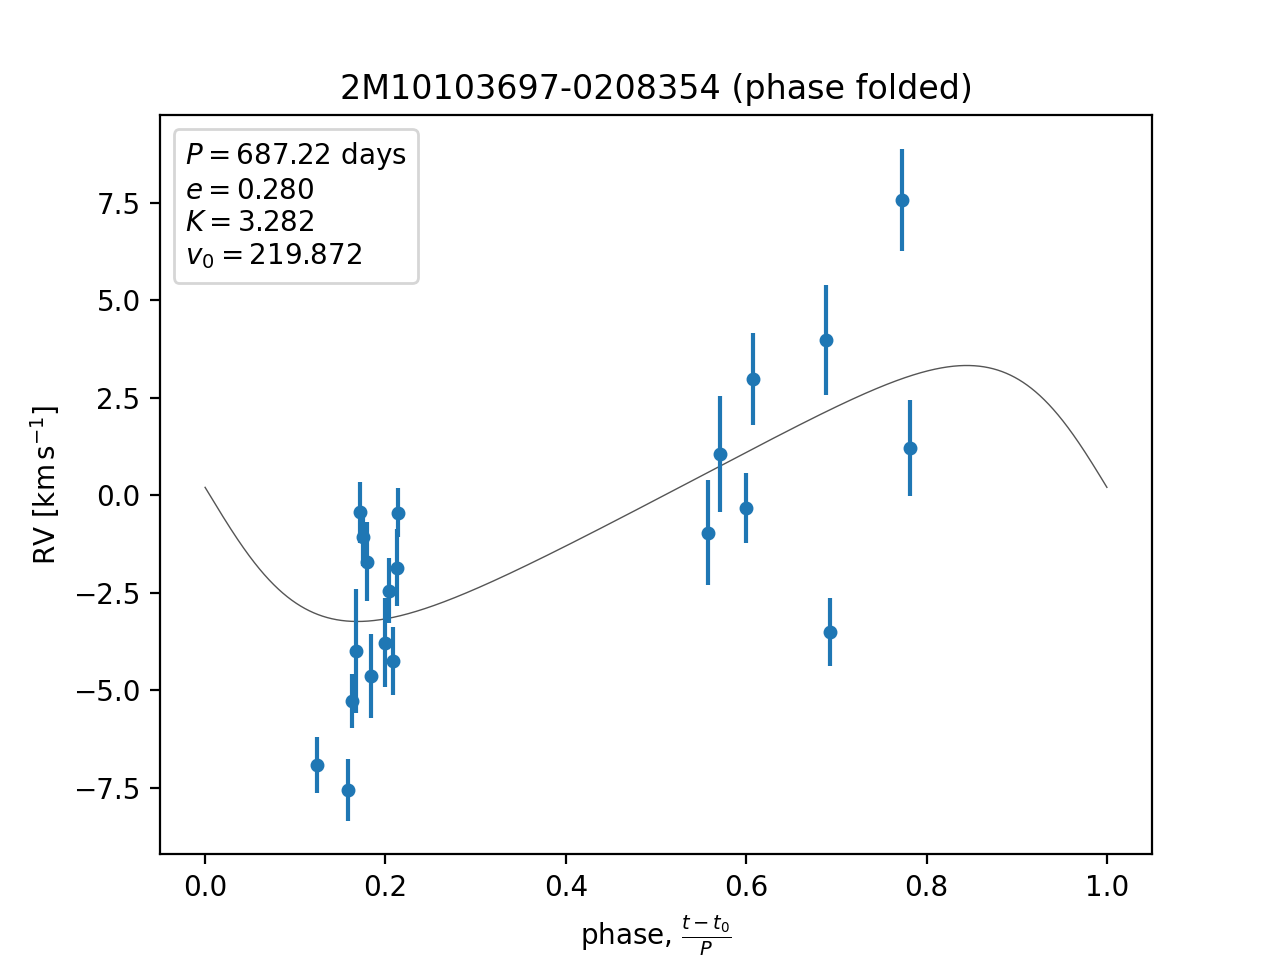 2M10103697-0208354 (phase folded)
P = 687.22 days
e = 0.280
K = 3.282
v₀ = 219.872
7.5
5.0
2.5
0.0
−2.5
−5.0
−7.5
RV [km s⁻¹]
0.0 0.2 0.4 0.6 0.8 1.0
phase, (t − t₀)/P